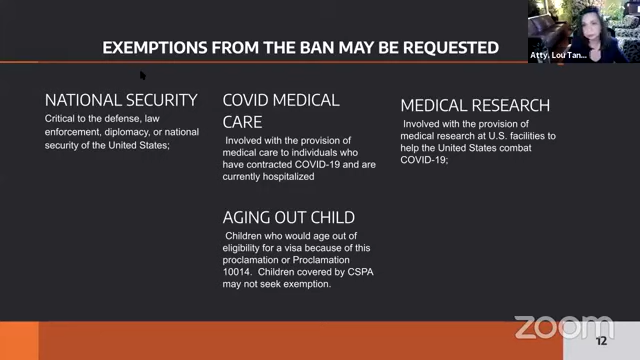 EXEMPTIONS FROM THE BAN MAY BE REQUESTED
Atty. Lou Tan...
NATIONAL SECURITY
Critical to the defense, law
enforcement, diplomacy, or national
security of the United States;
COVID MEDICAL
CARE
Involved with the provision of
medical care to individuals who
have contracted COVID-19 and are
currently hospitalized
MEDICAL RESEARCH
Involved with the provision of
medical research at U.S. facilities to
help the United States combat
COVID-19;
AGING OUT CHILD
Children who would age out of
eligibility for a visa because of this
proclamation or Proclamation
10014. Children covered by CSPA
may not seek exemption.
zoom
12